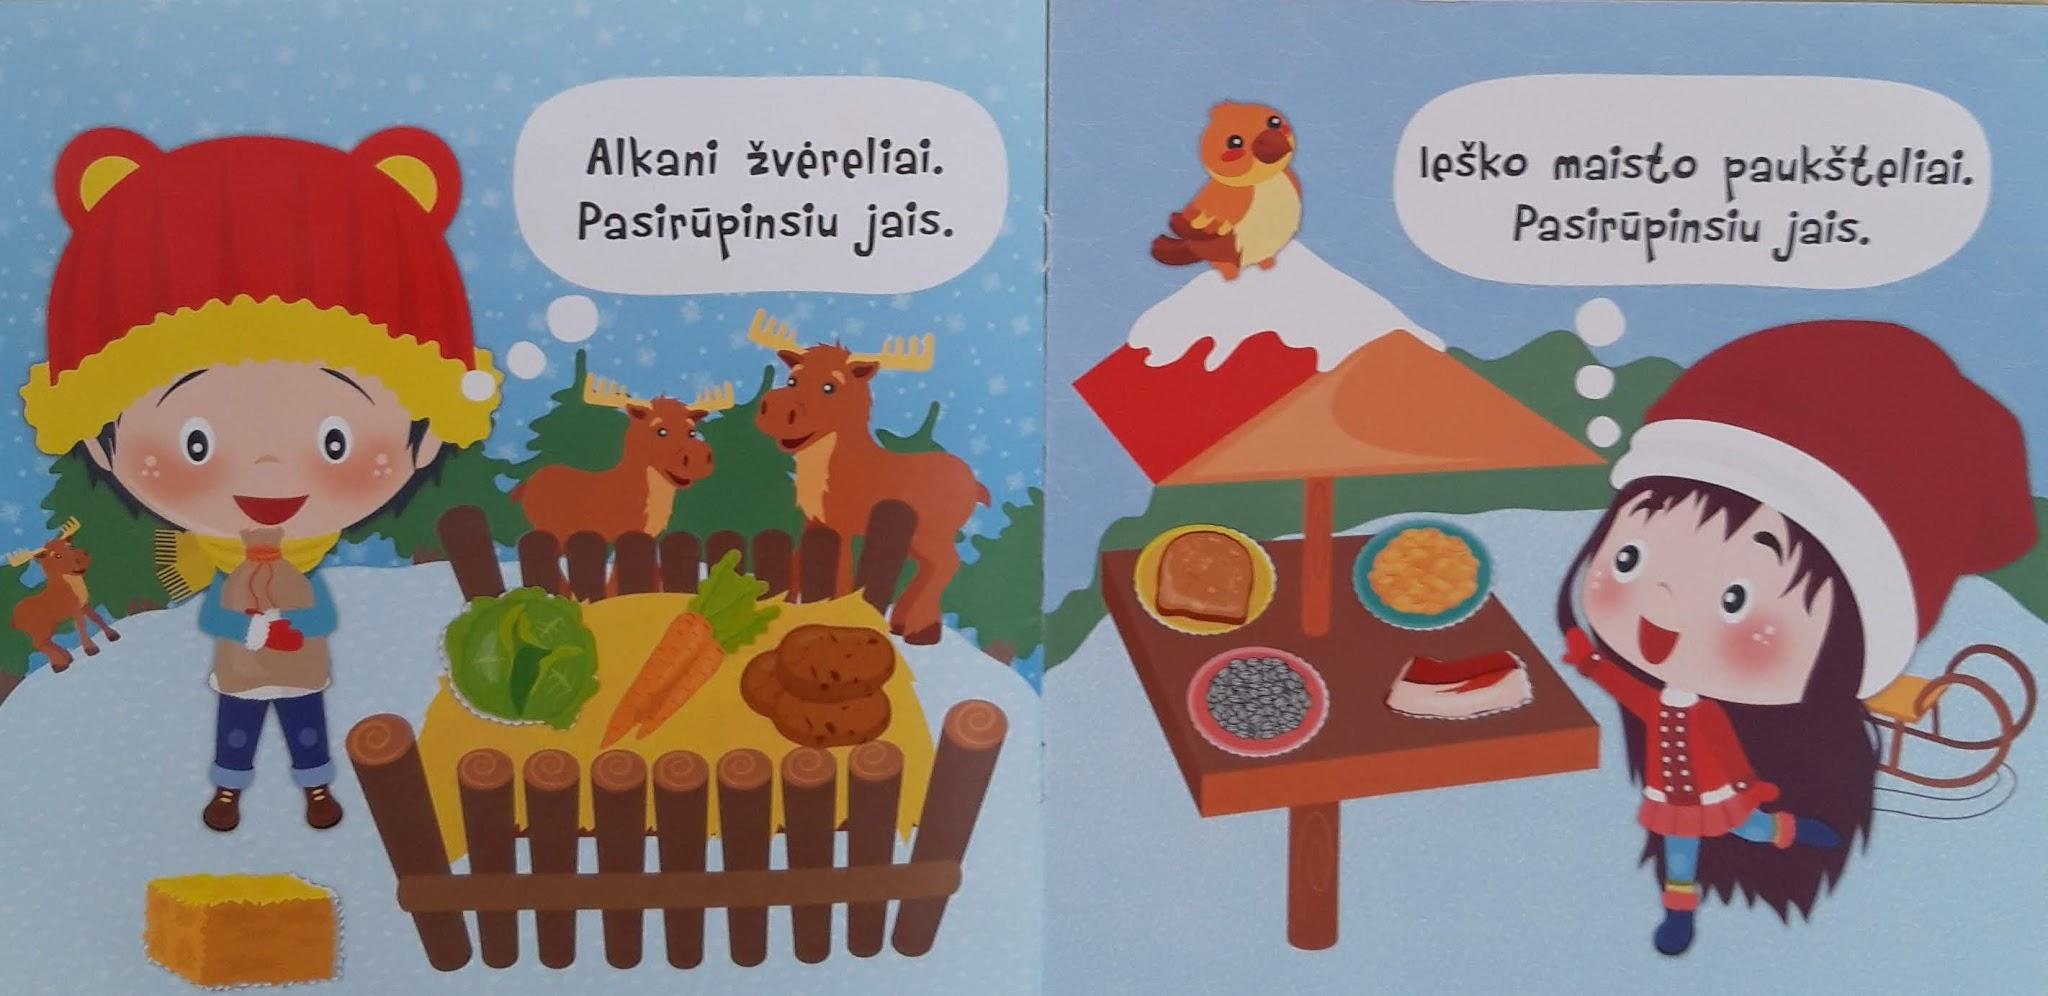 Alkani žvėreliai.
Pasirūpinsiu jais.
Ieško maisto paukšteliai.
Pasirūpinsiu jais.